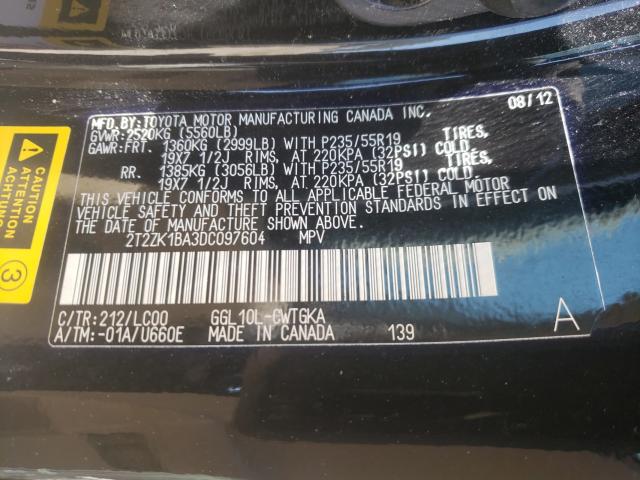 MFD.BY:TOYOTA MOTOR MANUFACTURING CANADA INC. 08/12
GVWR:2520KG (5560LB)
GAWR:FRT. 1360KG (2999LB) WITH P235/55R19 TIRES,
19X7 1/2J RIMS, AT 220KPA (32PSI) COLD.
RR. 1385KG (3056LB) WITH P235/55R19 TIRES,
19X7 1/2J RIMS, AT 220KPA (32PSI) COLD.
THIS VEHICLE CONFORMS TO ALL APPLICABLE FEDERAL MOTOR
VEHICLE SAFETY AND THEFT PREVENTION STANDARDS IN EFFECT ON
THE DATE OF MANUFACTURE SHOWN ABOVE.
2T2ZK1BA3DC097604 MPV
C/TR:212/LC00 GGL10L-CWTGKA A
A/TM:-01A/U660E MADE IN CANADA 139
ATTENTION
ACHTUNG
3